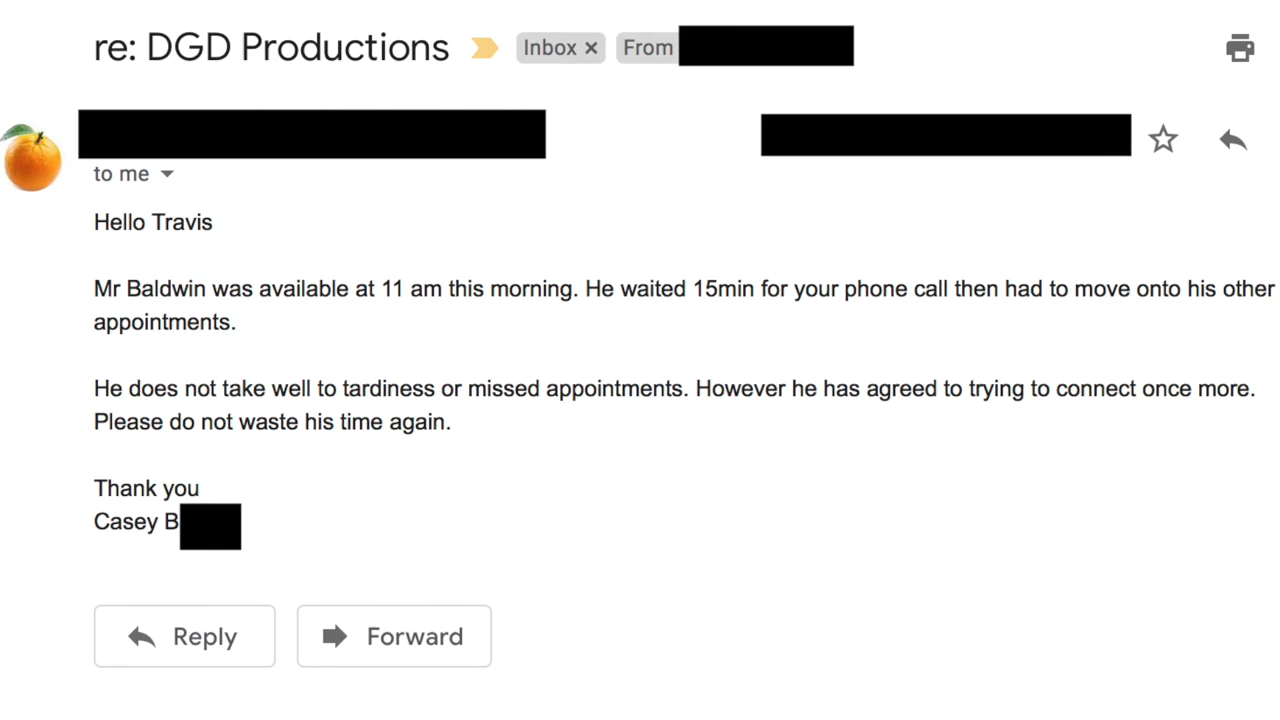 re: DGD Productions Inbox × From
to me
Hello Travis
Mr Baldwin was available at 11 am this morning. He waited 15min for your phone call then had to move onto his other
appointments.
He does not take well to tardiness or missed appointments. However he has agreed to trying to connect once more.
Please do not waste his time again.
Thank you
Casey B
Reply Forward